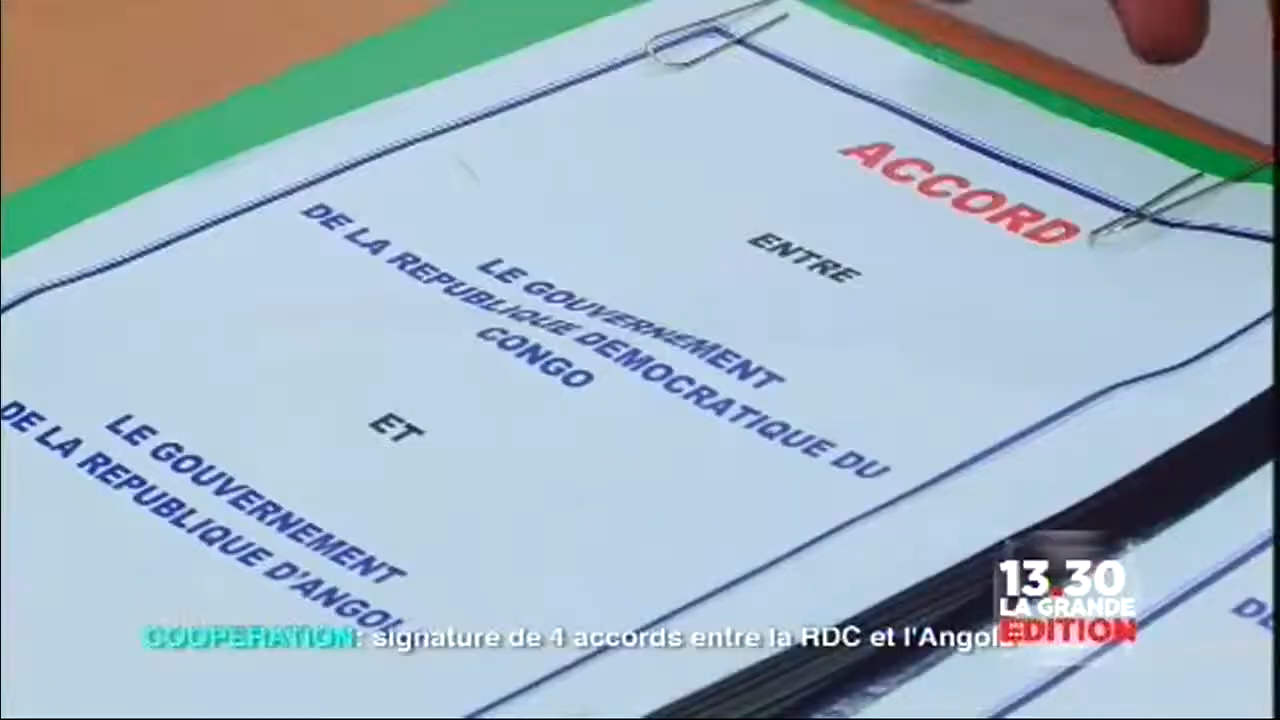 ACCORD
ENTRE
LE GOUVERNEMENT
DE LA REPUBLIQUE DEMOCRATIQUE DU
CONGO
ET
LE GOUVERNEMENT
DE LA REPUBLIQUE D'ANGOL
COOPERATION: signature de 4 accords entre la RDC et l'Angola
13.30
LA GRANDE
EDITION